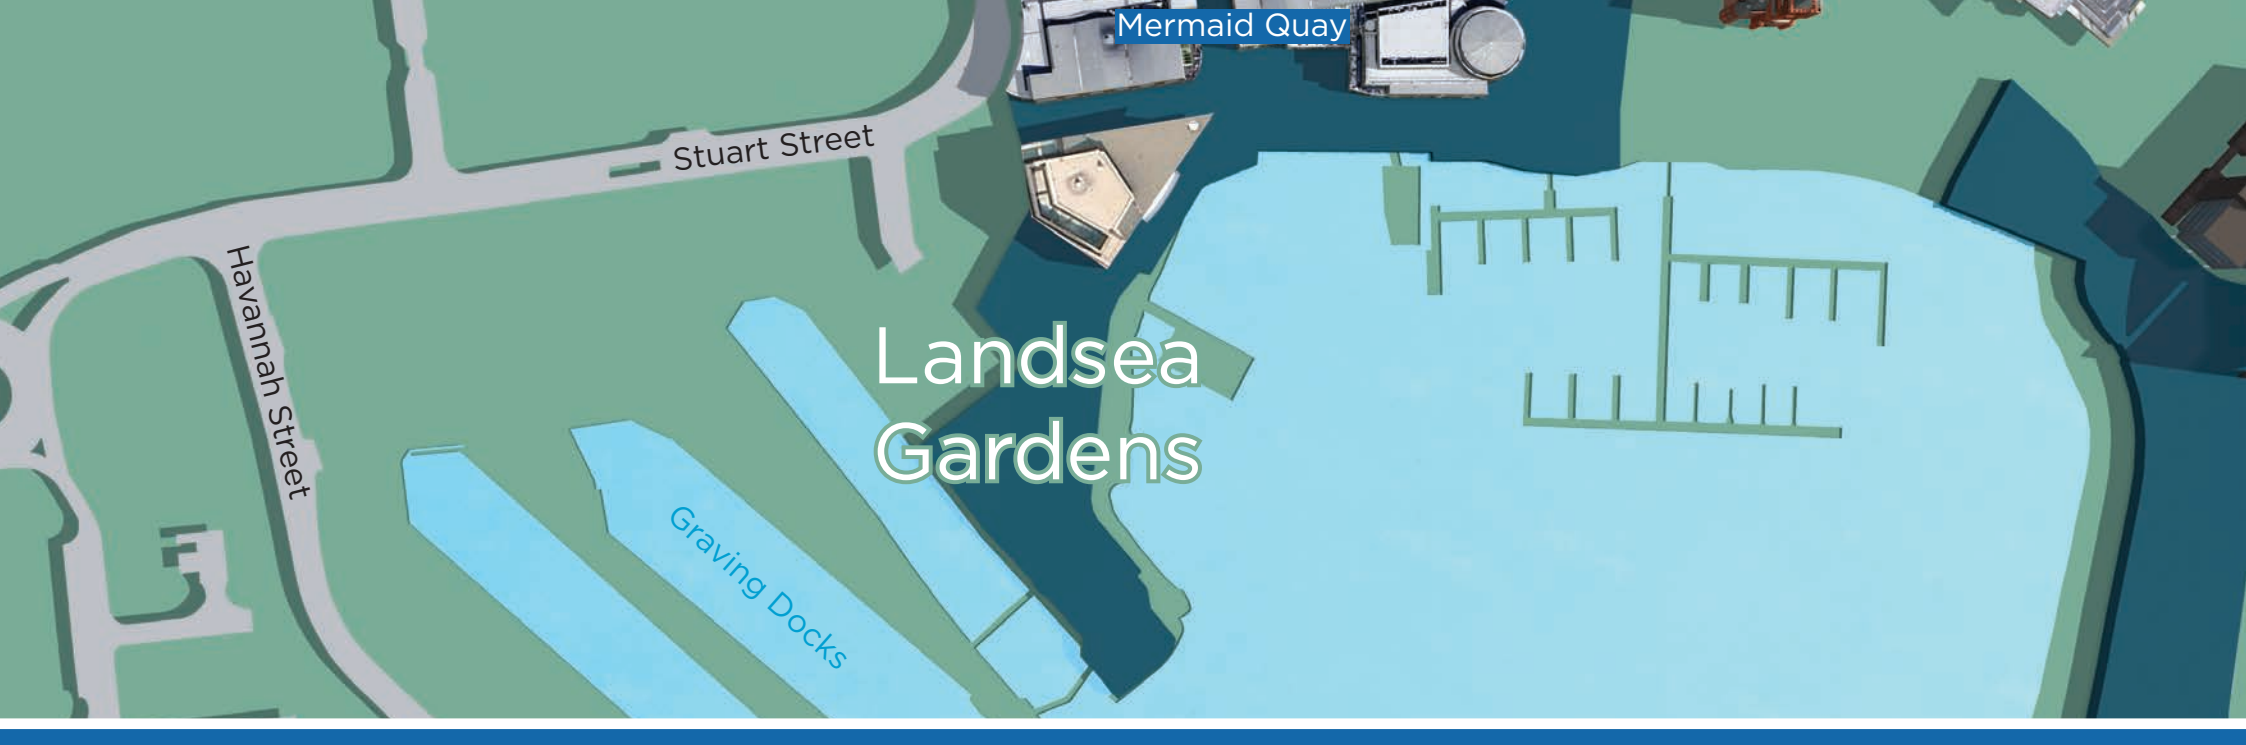 Mermaid Quay
Stuart Street
Havannah Street
Landsea
Gardens
Graving Docks